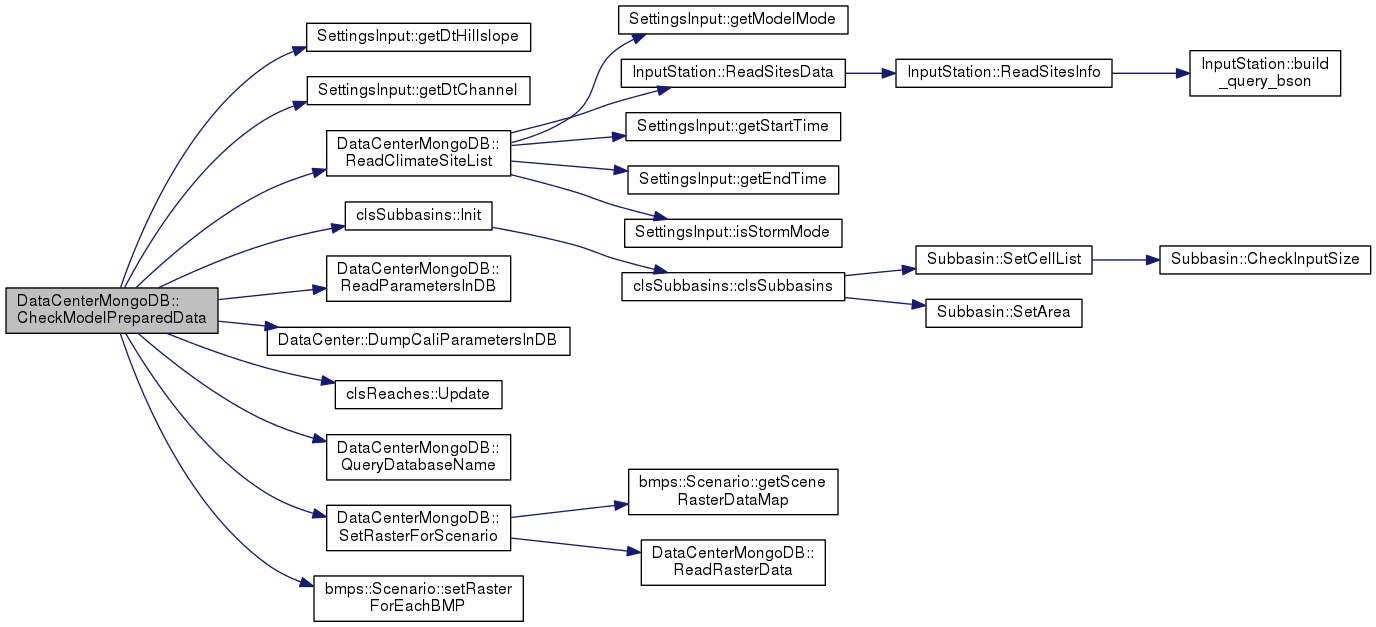 DataCenterMongoDB::
CheckModelPreparedData
SettingsInput::getDtHillslope
SettingsInput::getDtChannel
DataCenterMongoDB::
ReadClimateSiteList
SettingsInput::getModelMode
InputStation::ReadSitesData
InputStation::ReadSitesInfo
InputStation::build
_query_bson
SettingsInput::getStartTime
SettingsInput::getEndTime
SettingsInput::isStormMode
clsSubbasins::Init
clsSubbasins::clsSubbasins
Subbasin::SetCellList
Subbasin::CheckInputSize
Subbasin::SetArea
DataCenterMongoDB::
ReadParametersInDB
DataCenter::DumpCaliParametersInDB
clsReaches::Update
DataCenterMongoDB::
QueryDatabaseName
DataCenterMongoDB::
SetRasterForScenario
bmps::Scenario::getScene
RasterDataMap
DataCenterMongoDB::
ReadRasterData
bmps::Scenario::setRaster
ForEachBMP